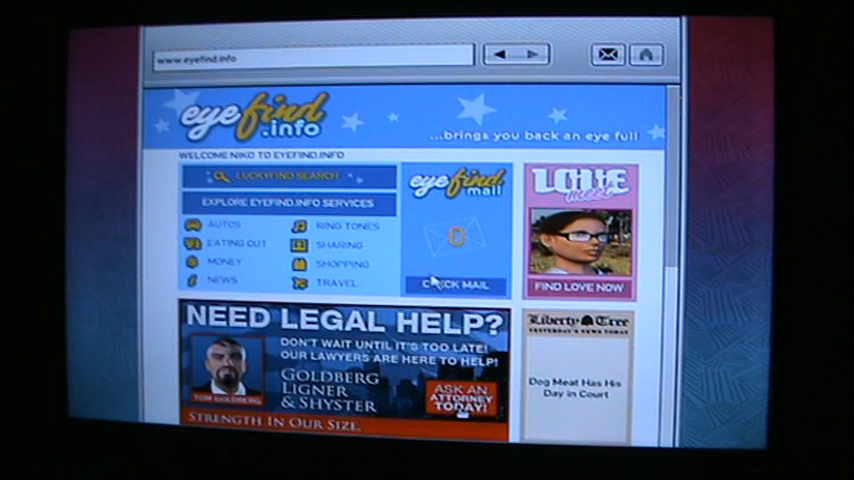 www.eyefind.info
eyefind
.info
...brings you back an eye full
WELCOME NIKO TO EYEFIND.INFO
LUCKYFIND SEARCH
EXPLORE EYEFIND.INFO SERVICES
AUTOS
RING TONES
EATING OUT
SHARING
MONEY
SHOPPING
NEWS
TRAVEL
eyefind
mail
0
CHECK MAIL
LOVE
meet
FIND LOVE NOW
NEED LEGAL HELP?
DON'T WAIT UNTIL IT'S TOO LATE!
OUR LAWYERS ARE HERE TO HELP!
GOLDBERG
LIGNER
& SHYSTER
TOM GOLDBERG
ASK AN
ATTORNEY
TODAY!
STRENGTH IN OUR SIZE.
Liberty Tree
YESTERDAY'S NEWS TODAY
Dog Meat Has His
Day in Court